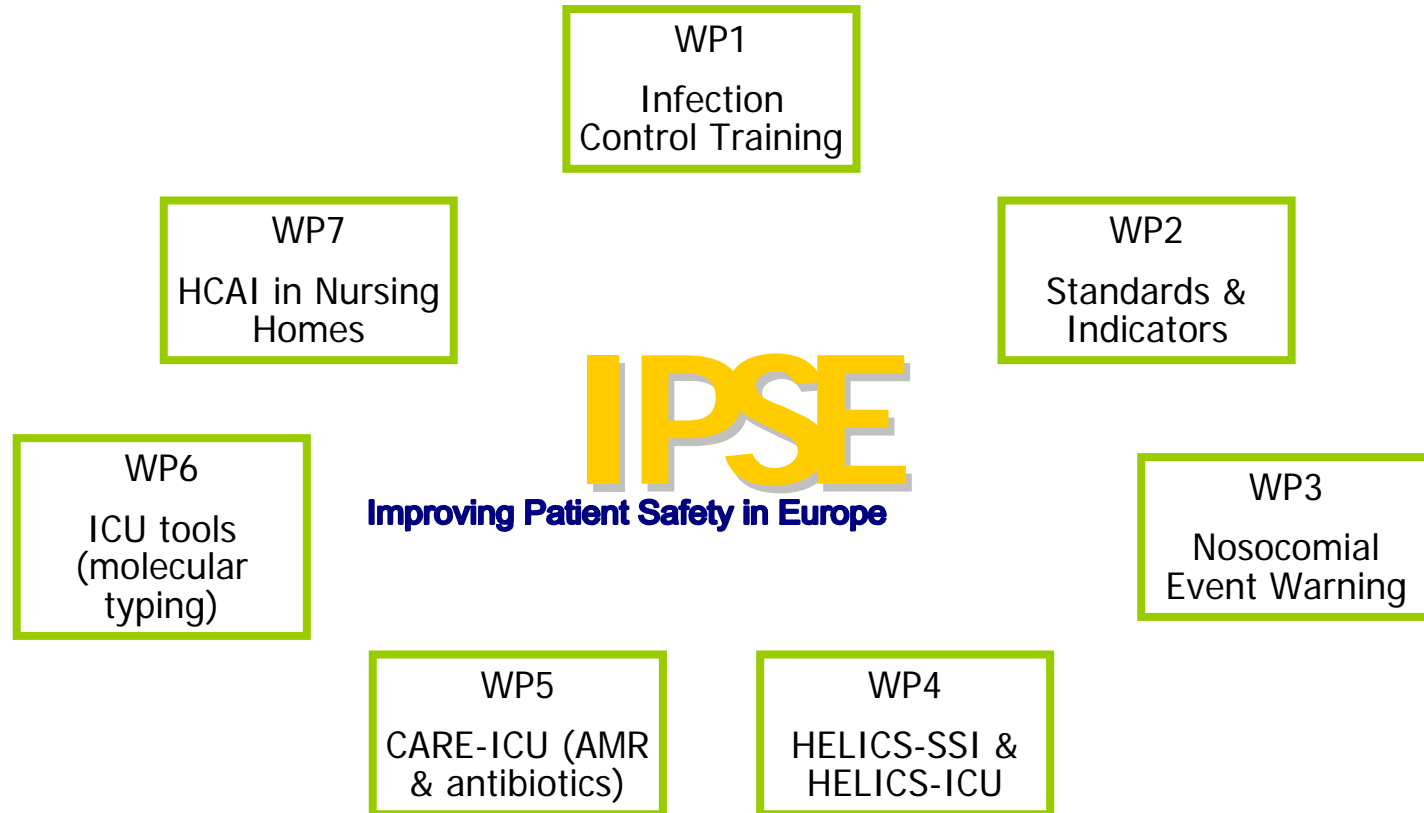 WP1
Infection
Control Training
WP7
HCAI in Nursing
Homes
WP2
Standards &
Indicators
IPSE
Improving Patient Safety in Europe
WP6
ICU tools
(molecular
typing)
WP3
Nosocomial
Event Warning
WP5
CARE-ICU (AMR
& antibiotics)
WP4
HELICS-SSI &
HELICS-ICU